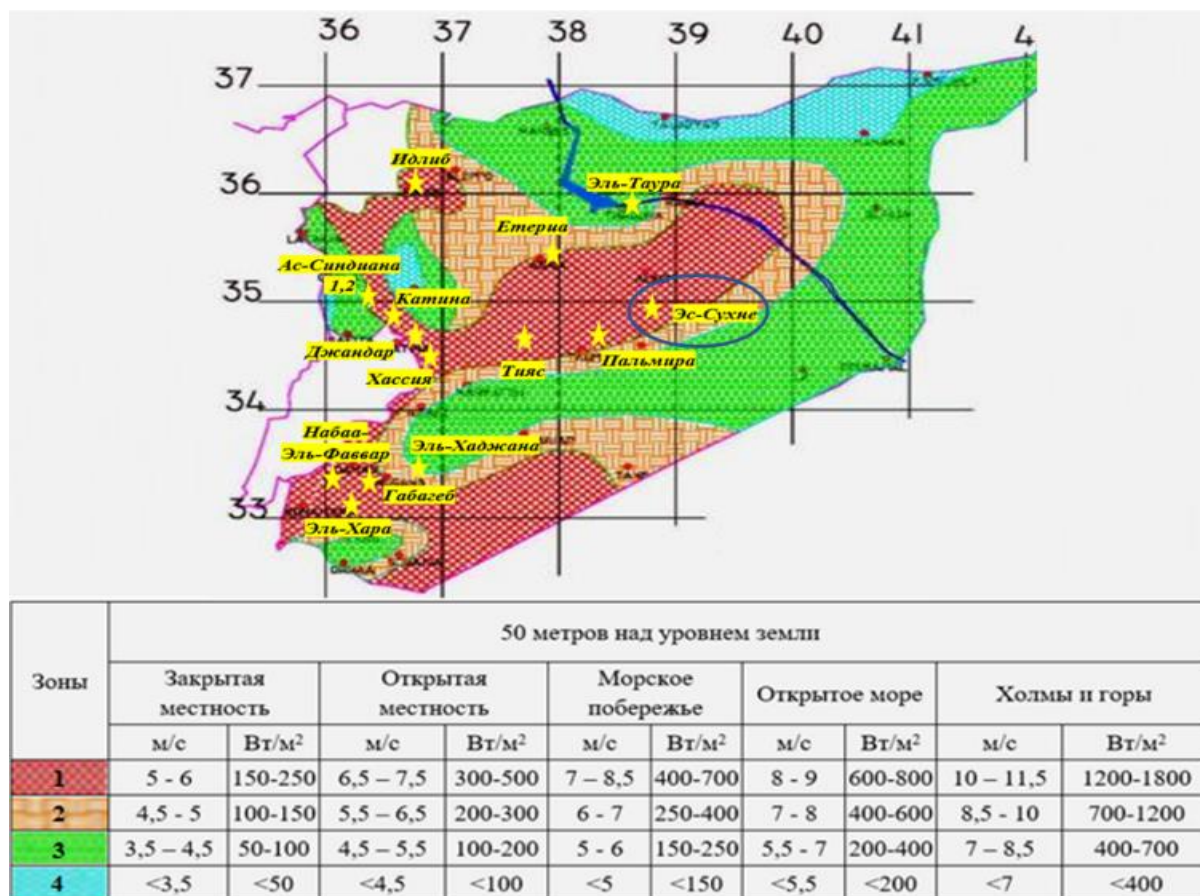 36 37 38 39 40 41 4
37
Идлиб
36
Эль-Таура
Етериа
Ас-Синдиана
1,2
35
Катина
Эс-Сухне
Джандар
Пальмира
Тияс
Хассия
34
Набаа-
Эль-Фаввар
Эль-Хаджана
Габагеб
33
Эль-Хара
Зоны
50 метров над уровнем земли
Закрытая местность Открытая местность Морское побережье Открытое море Холмы и горы
м/с Вт/м² м/с Вт/м² м/с Вт/м² м/с Вт/м² м/с Вт/м²
1 5 - 6 150-250 6,5 – 7,5 300-500 7 – 8,5 400-700 8 - 9 600-800 10 – 11,5 1200-1800
2 4,5 - 5 100-150 5,5 – 6,5 200-300 6 - 7 250-400 7 - 8 400-600 8,5 - 10 700-1200
3 3,5 – 4,5 50-100 4,5 – 5,5 100-200 5 - 6 150-250 5,5 - 7 200-400 7 – 8,5 400-700
4 <3,5 <50 <4,5 <100 <5 <150 <5,5 <200 <7 <400